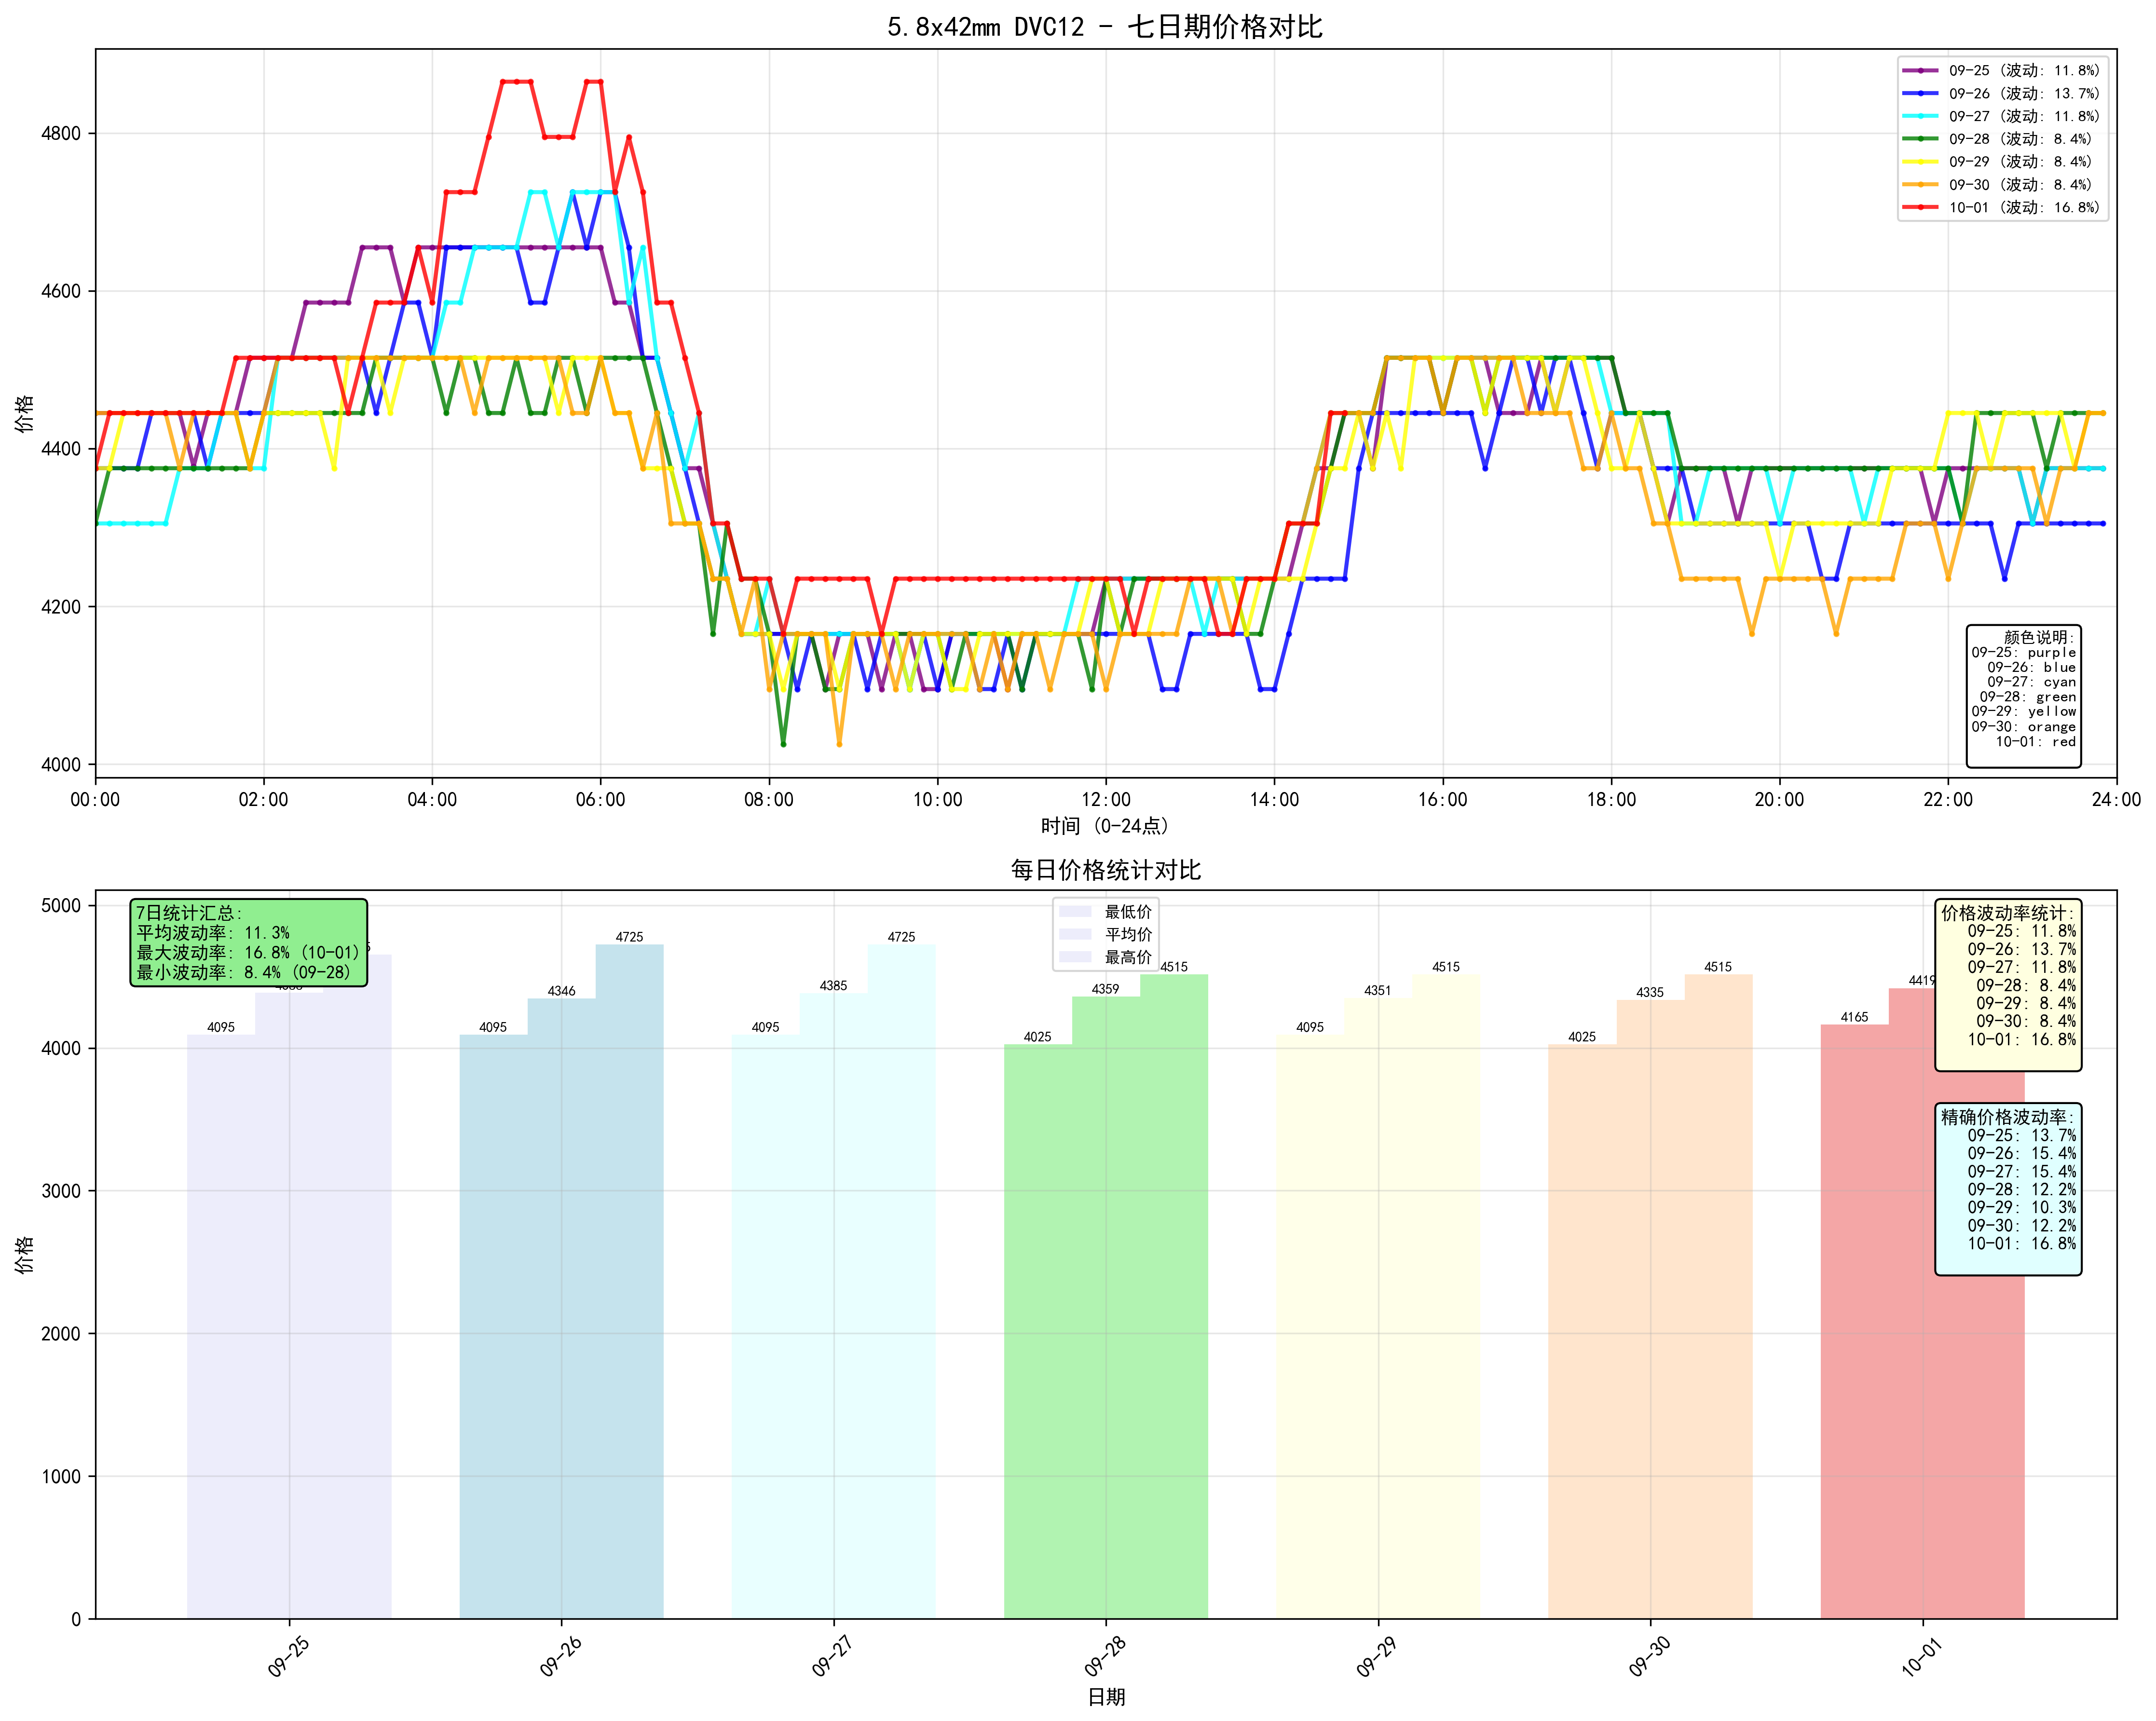 5.8x42mm DVC12 - 七日期价格对比
09-25 (波动: 11.8%)
09-26 (波动: 13.7%)
09-27 (波动: 11.8%)
09-28 (波动: 8.4%)
09-29 (波动: 8.4%)
09-30 (波动: 8.4%)
10-01 (波动: 16.8%)
价格
4800
4600
4400
4200
4000
颜色说明:
09-25: purple
09-26: blue
09-27: cyan
09-28: green
09-29: yellow
09-30: orange
10-01: red
00:00 02:00 04:00 06:00 08:00 10:00 12:00 14:00 16:00 18:00 20:00 22:00 24:00
时间 (0-24点)
每日价格统计对比
7日统计汇总:
平均波动率: 11.3%
最大波动率: 16.8% (10-01)
最小波动率: 8.4% (09-28)
最低价
平均价
最高价
价格波动率统计:
09-25: 11.8%
09-26: 13.7%
09-27: 11.8%
09-28: 8.4%
09-29: 8.4%
09-30: 8.4%
10-01: 16.8%
精确价格波动率:
09-25: 13.7%
09-26: 15.4%
09-27: 15.4%
09-28: 12.2%
09-29: 10.3%
09-30: 12.2%
10-01: 16.8%
价格
5000
4000
3000
2000
1000
0
4095
4095 4346 4725
4095 4385 4725
4025 4359 4515
4095 4351 4515
4025 4335 4515
4165 4419
09-25 09-26 09-27 09-28 09-29 09-30 10-01
日期